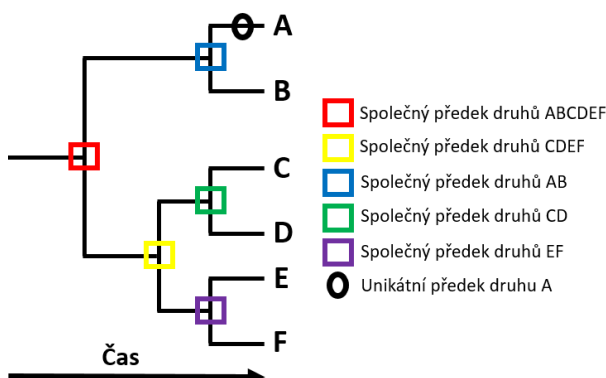 A
B
C
D
E
F
Čas
Společný předek druhů ABCDEF
Společný předek druhů CDEF
Společný předek druhů AB
Společný předek druhů CD
Společný předek druhů EF
Unikátní předek druhu A